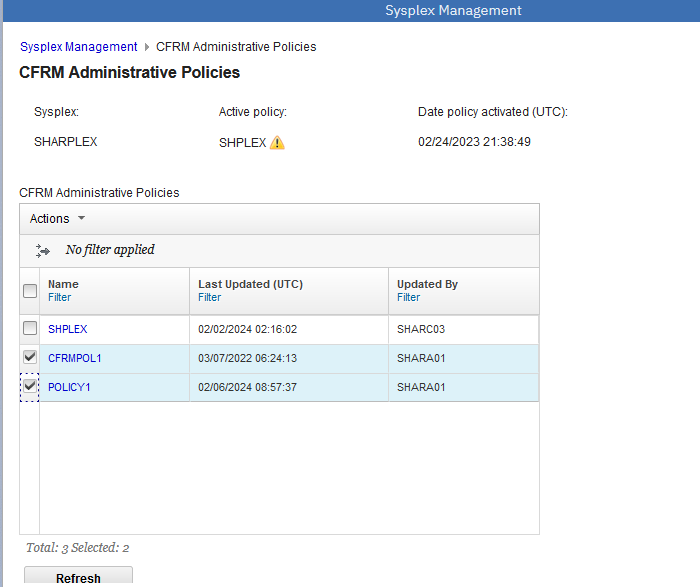 Sysplex Management
Sysplex Management CFRM Administrative Policies
CFRM Administrative Policies
Sysplex: Active policy: Date policy activated (UTC):
SHARPLEX SHPLEX 02/24/2023 21:38:49
CFRM Administrative Policies
Actions
No filter applied
Name Last Updated (UTC) Updated By
Filter Filter Filter
SHPLEX 02/02/2024 02:16:02 SHARC03
CFRMPOL1 03/07/2022 06:24:13 SHARA01
POLICY1 02/06/2024 08:57:37 SHARA01
Total: 3 Selected: 2
Refresh